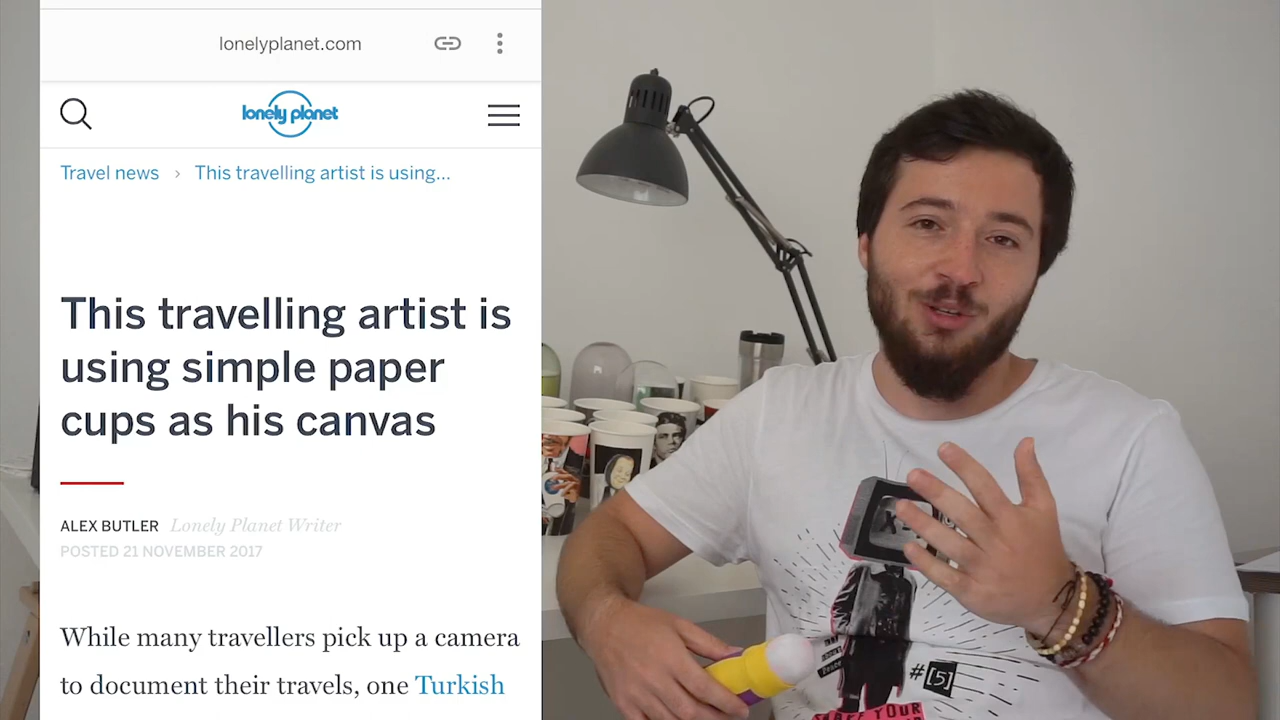 lonelyplanet.com
lonely planet
Travel news › This travelling artist is using...
This travelling artist is
using simple paper
cups as his canvas
ALEX BUTLER Lonely Planet Writer
POSTED 21 NOVEMBER 2017
While many travellers pick up a camera
to document their travels, one Turkish
#[5]
YOUR